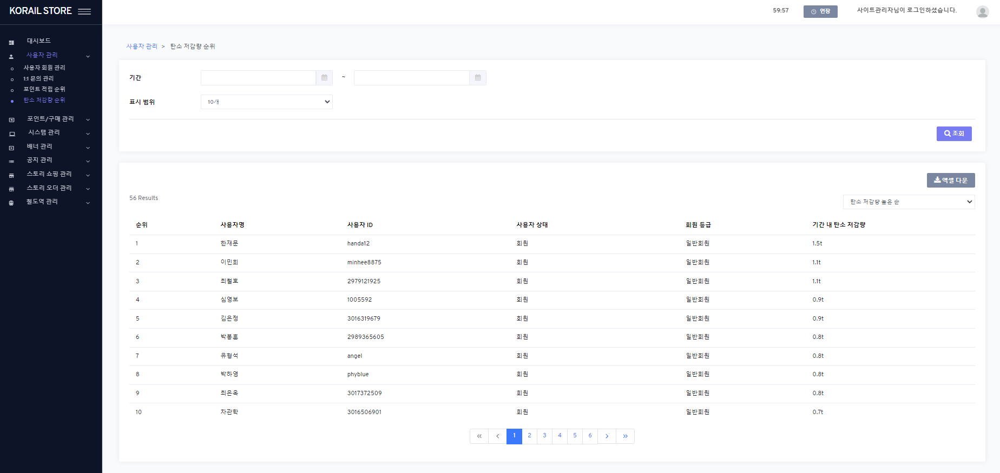 KORAIL STORE
59:57
연장
사이트관리자님이 로그인하셨습니다.
대시보드
사용자 관리
사용자 회원 관리
1:1 문의 관리
포인트 적립 순위
탄소 저감량 순위
포인트/구매 관리
시스템 관리
배너 관리
공지 관리
스토리 쇼핑 관리
스토리 오더 관리
철도역 관리
사용자 관리 > 탄소 저감량 순위
기간 ~
표시 범위 10개
조회
엑셀 다운
56 Results
탄소 저감량 높은 순
순위 사용자명 사용자 ID 사용자 상태 회원 등급 기간 내 탄소 저감량
1 한재문 handa12 회원 일반회원 1.5t
2 이민희 minhee8875 회원 일반회원 1.1t
3 최철호 2979121925 회원 일반회원 1.1t
4 심영보 1005592 회원 일반회원 0.9t
5 김은정 3016319679 회원 일반회원 0.9t
6 박봉훈 2989365605 회원 일반회원 0.8t
7 유형석 angel 회원 일반회원 0.8t
8 박하영 phyblue 회원 일반회원 0.8t
9 최은옥 3017372509 회원 일반회원 0.8t
10 차관학 3016506901 회원 일반회원 0.7t
« ‹ 1 2 3 4 5 6 › »